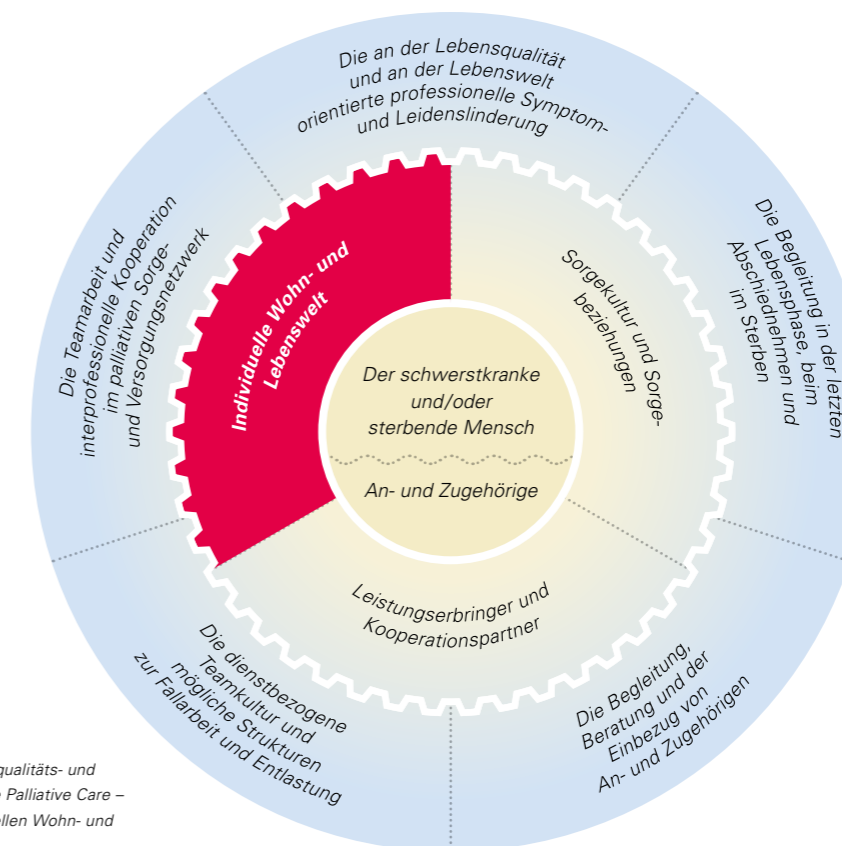 Die an der Lebensqualität
und an der Lebenswelt
orientierte professionelle Symptom-
und Leidenslinderung
Die Begleitung in der letzten
Lebensphase, beim
Abschiednehmen und
im Sterben
Die Begleitung,
Beratung und der
Einbezug von
An- und Zugehörigen
Die dienstbezogene
Teamkultur und
mögliche Strukturen
zur Fallarbeit und Entlastung
Die Teamarbeit und
interprofessionelle Kooperation
im palliativen Sorge-
und Versorgungsnetzwerk
Individuelle Wohn- und
Lebenswelt
Sorgekultur und Sorge-
beziehungen
Leistungserbringer und
Kooperationspartner
Der schwerstkranke
und/oder
sterbende Mensch
An- und Zugehörige
qualitäts- und
Palliative Care –
llen Wohn- und